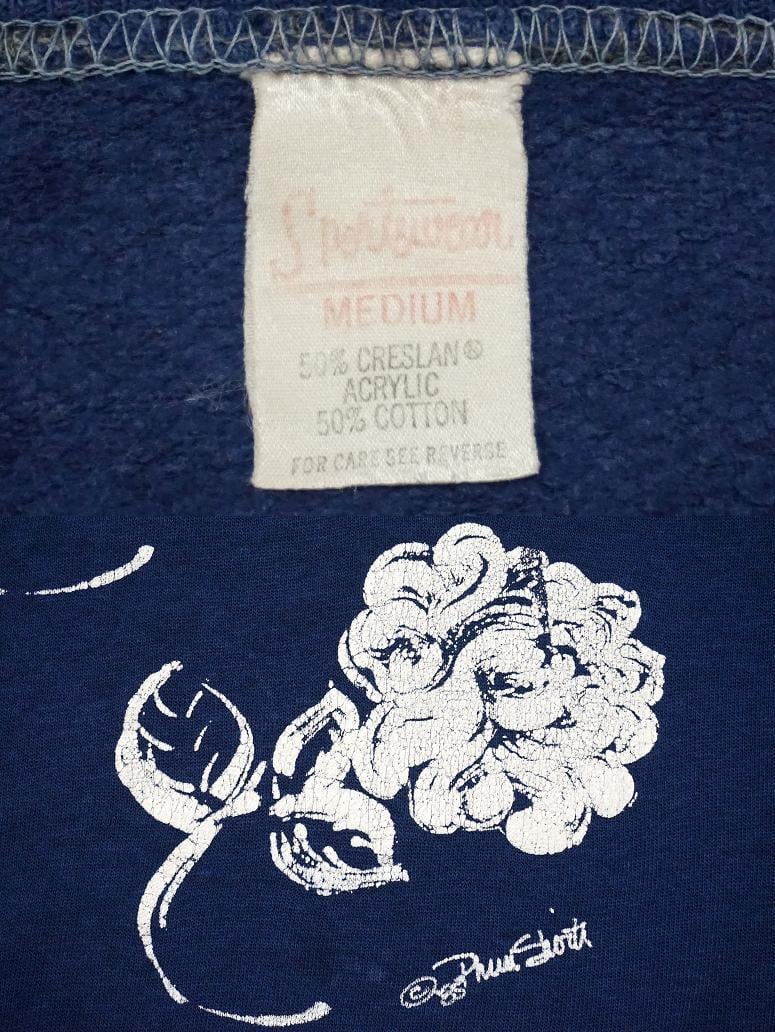 Sportswear
MEDIUM
50% CRESLAN®
ACRYLIC
50% COTTON
FOR CARE SEE REVERSE
©